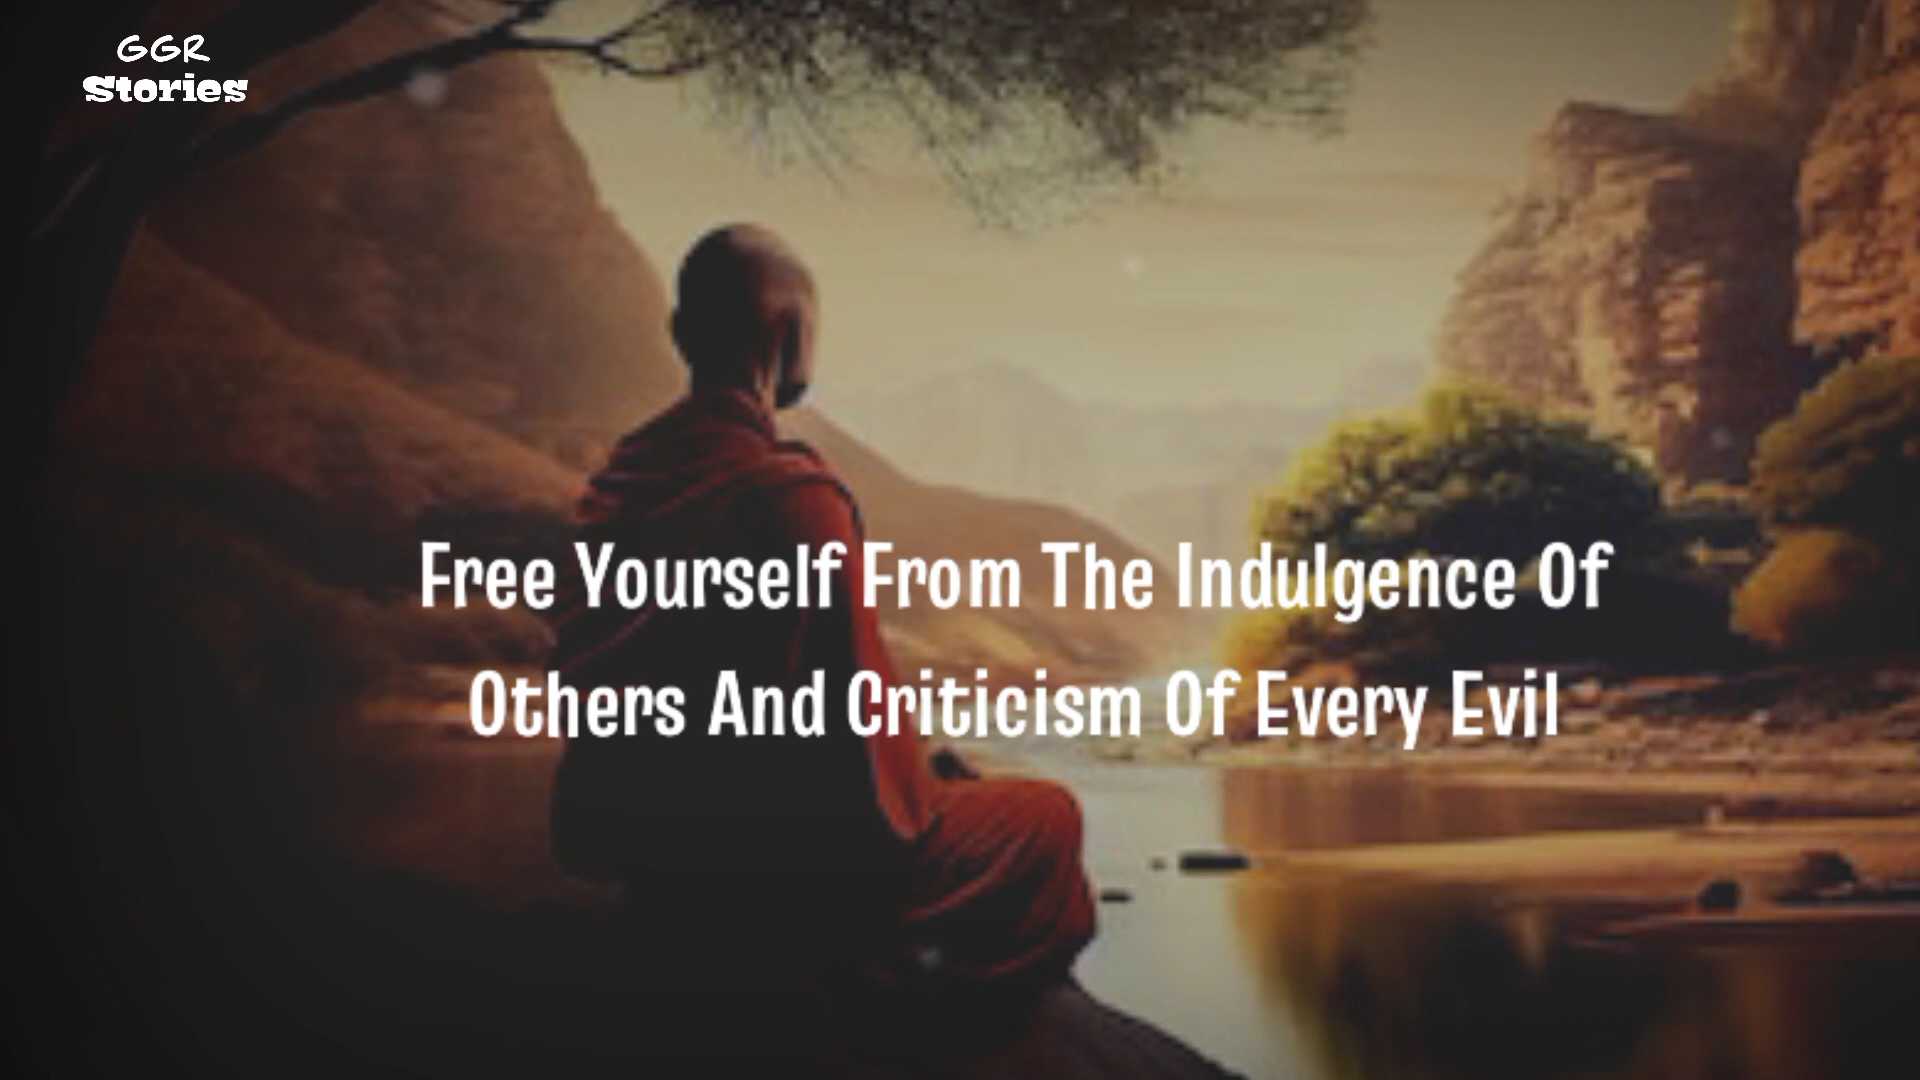 GGR
Stories
Free Yourself From The Indulgence Of
Others And Criticism Of Every Evil